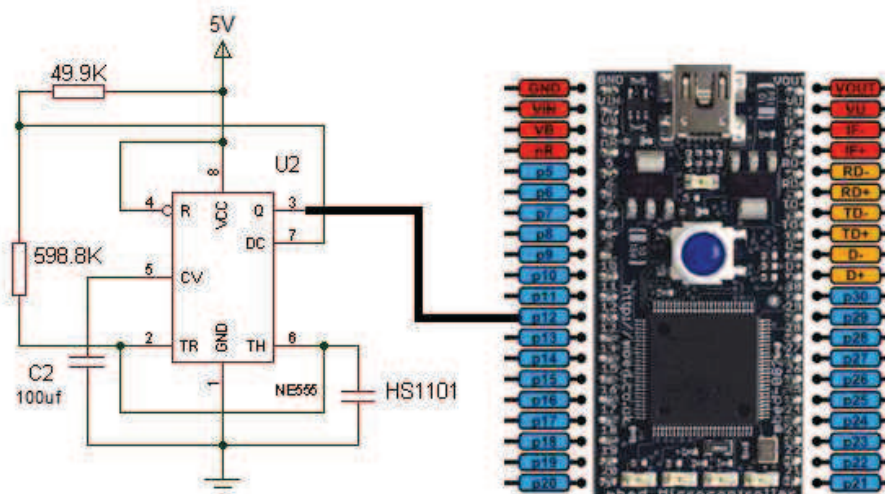 5V
49.9K
U2
8
4
R
VCC
Q
3
DC
7
598.8K
5
CV
2
TR
GND
TH
6
C2
100uf
1
NE555
HS1101
GND
VIN
VB
nR
p5
p6
p7
p8
p9
p10
p11
p12
p13
p14
p15
p16
p17
p18
p19
p20
GND
VOUT
VOUT
VU
IF-
IF+
RD-
RD+
TD-
TD+
D-
D+
p30
p29
p28
p27
p26
p25
p24
p23
p22
p21